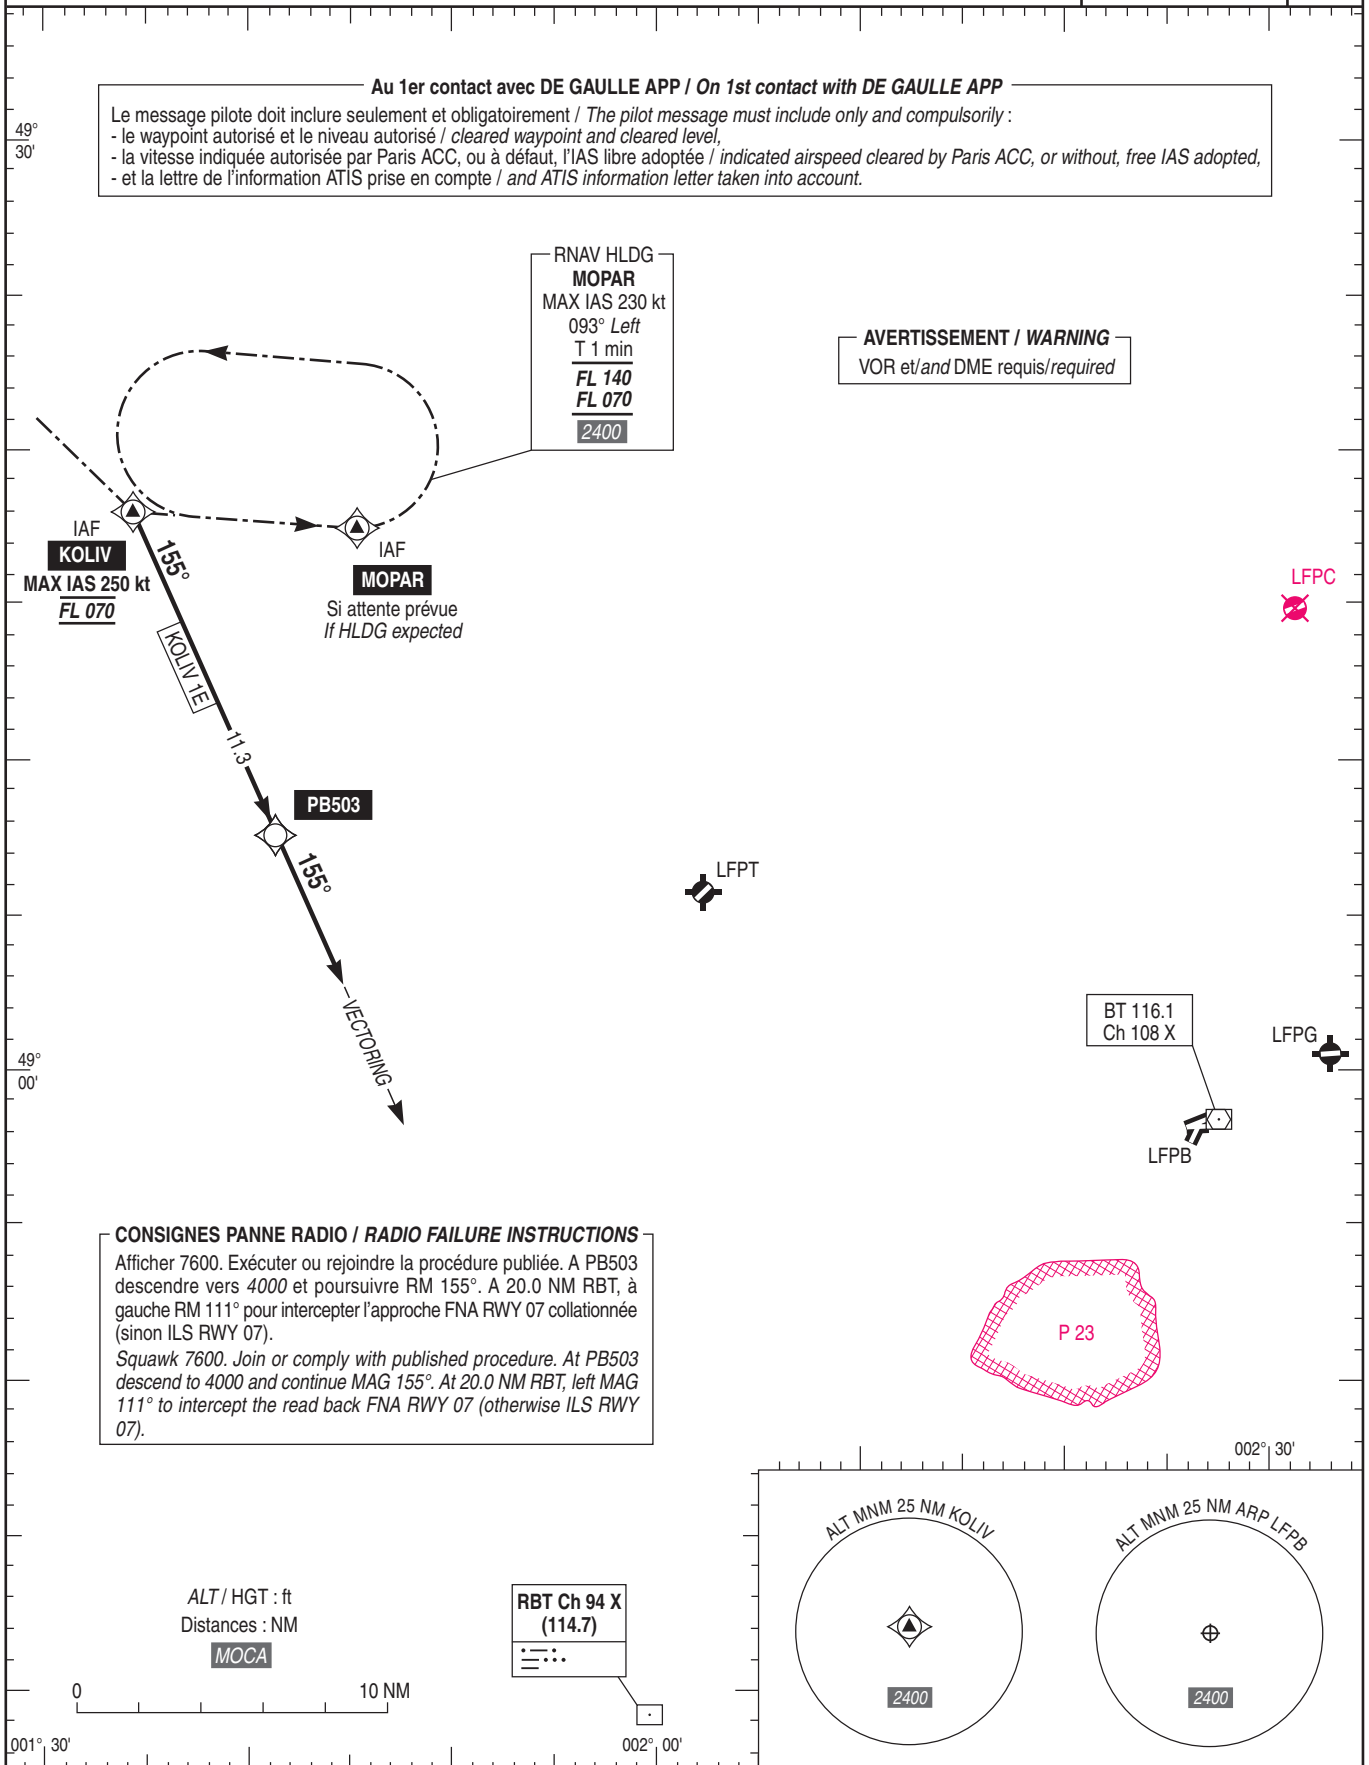 Au 1er contact avec DE GAULLE APP / On 1st contact with DE GAULLE APP
Le message pilote doit inclure seulement et obligatoirement / The pilot message must include only and compulsorily :
- le waypoint autorisé et le niveau autorisé / cleared waypoint and cleared level,
- la vitesse indiquée autorisée par Paris ACC, ou à défaut, l'IAS libre adoptée / indicated airspeed cleared by Paris ACC, or without, free IAS adopted,
- et la lettre de l'information ATIS prise en compte / and ATIS information letter taken into account.
49°
30'
RNAV HLDG
MOPAR
MAX IAS 230 kt
093° Left
T 1 min
FL 140
FL 070
2400
AVERTISSEMENT / WARNING
VOR et/and DME requis/required
IAF
KOLIV
MAX IAS 250 kt
FL 070
155°
IAF
MOPAR
Si attente prévue
If HLDG expected
LFPC
KOLIV 1E
11.3
PB503
155°
LFPT
VECTORING
BT 116.1
Ch 108 X
LFPG
49°
00'
LFPB
CONSIGNES PANNE RADIO / RADIO FAILURE INSTRUCTIONS
Afficher 7600. Exécuter ou rejoindre la procédure publiée. A PB503
descendre vers 4000 et poursuivre RM 155°. A 20.0 NM RBT, à
gauche RM 111° pour intercepter l'approche FNA RWY 07 collationnée
(sinon ILS RWY 07).
Squawk 7600. Join or comply with published procedure. At PB503
descend to 4000 and continue MAG 155°. At 20.0 NM RBT, left MAG
111° to intercept the read back FNA RWY 07 (otherwise ILS RWY
07).
P 23
002° 30'
ALT MNM 25 NM KOLIV
2400
ALT MNM 25 NM ARP LFPB
2400
ALT / HGT : ft
Distances : NM
MOCA
0 10 NM
RBT Ch 94 X
(114.7)
001° 30'
002° 00'